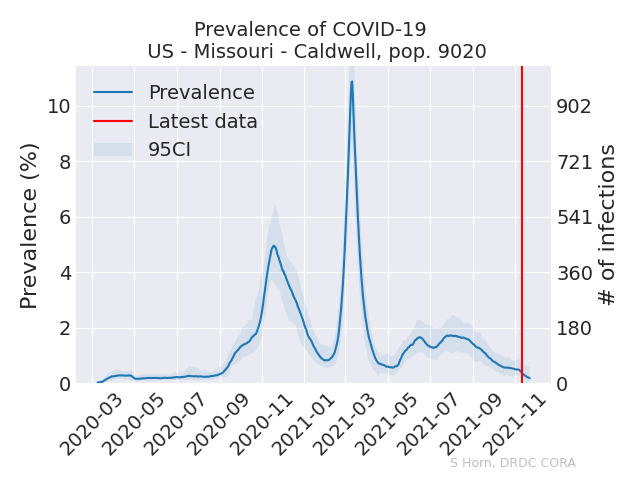 Prevalence of COVID-19
US - Missouri - Caldwell, pop. 9020
Prevalence
Latest data
95CI
Prevalence (%)
10
8
6
4
2
0
902
721
541
360
180
0
# of infections
2020-03
2020-05
2020-07
2020-09
2020-11
2021-01
2021-03
2021-05
2021-07
2021-09
2021-11
S Horn, DRDC CORA